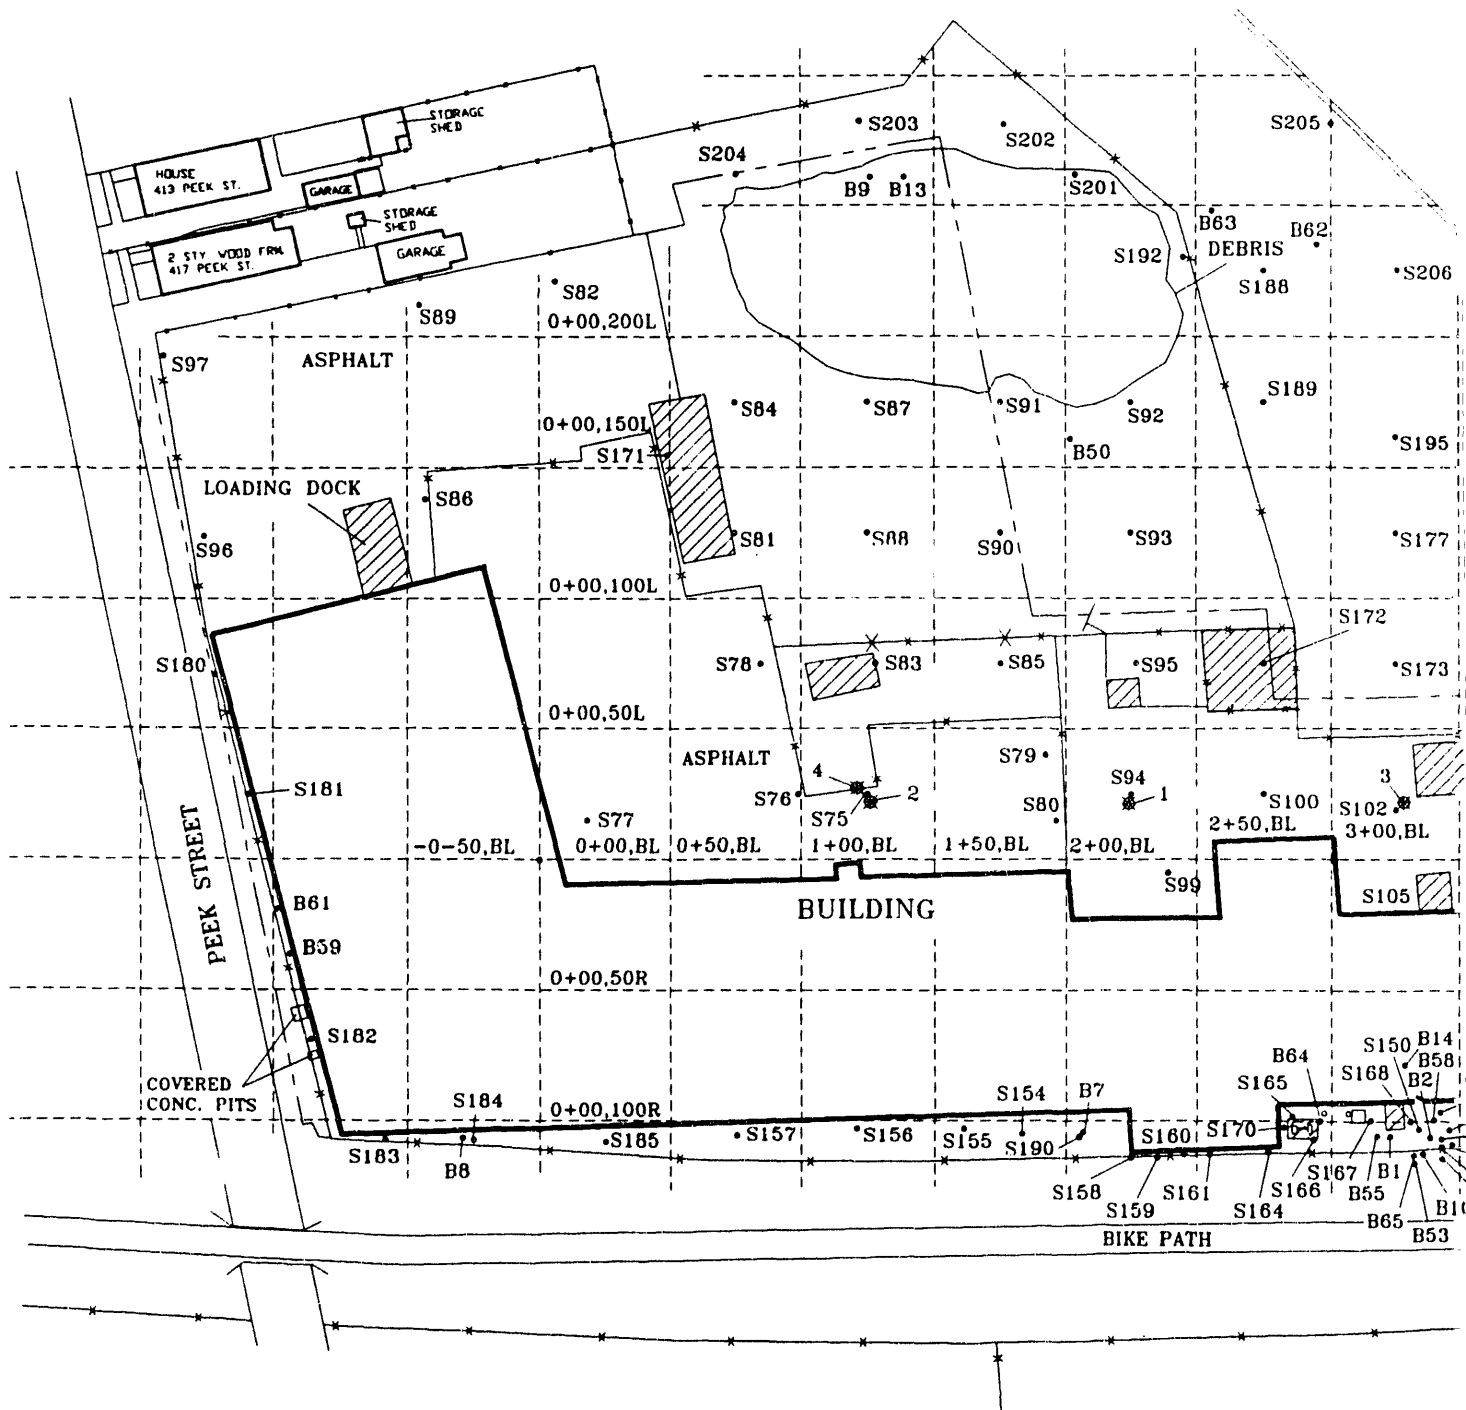 STORAGE
SHED
S203
S202
S205
S204
HOUSE
413 PEEK ST.
GARAGE
B9
B13
S201
STORAGE
SHED
B63
B62
2 STY. WOOD FRM.
417 PEEK ST.
GARAGE
S192
DEBRIS
S188
S206
S82
S89
0+00,200L
S97
ASPHALT
S189
S84
S87
S91
S92
0+00,150L
S171
B50
S195
LOADING DOCK
S86
S96
S81
S88
S90
S93
S177
0+00,100L
S172
S180
S78
S83
S85
S95
S173
0+00,50L
ASPHALT
S79
4
S94
3
S181
S76
2
1
S100
S75
S80
S102
S77
2+50,BL
3+00,BL
-0-50,BL
0+00,BL
0+50,BL
1+00,BL
1+50,BL
2+00,BL
PEEK STREET
S99
S105
B61
BUILDING
B59
0+00,50R
S182
B14
S150
B58
B64
S168
B2
COVERED
CONC. PITS
S165
S184
0+00,100R
S154
B7
S183
B8
S185
S157
S156
S155
S190
S160
S170
S158
S159
S161
S164
S166
S167
B55
B1
B65
B53
B10
BIKE PATH